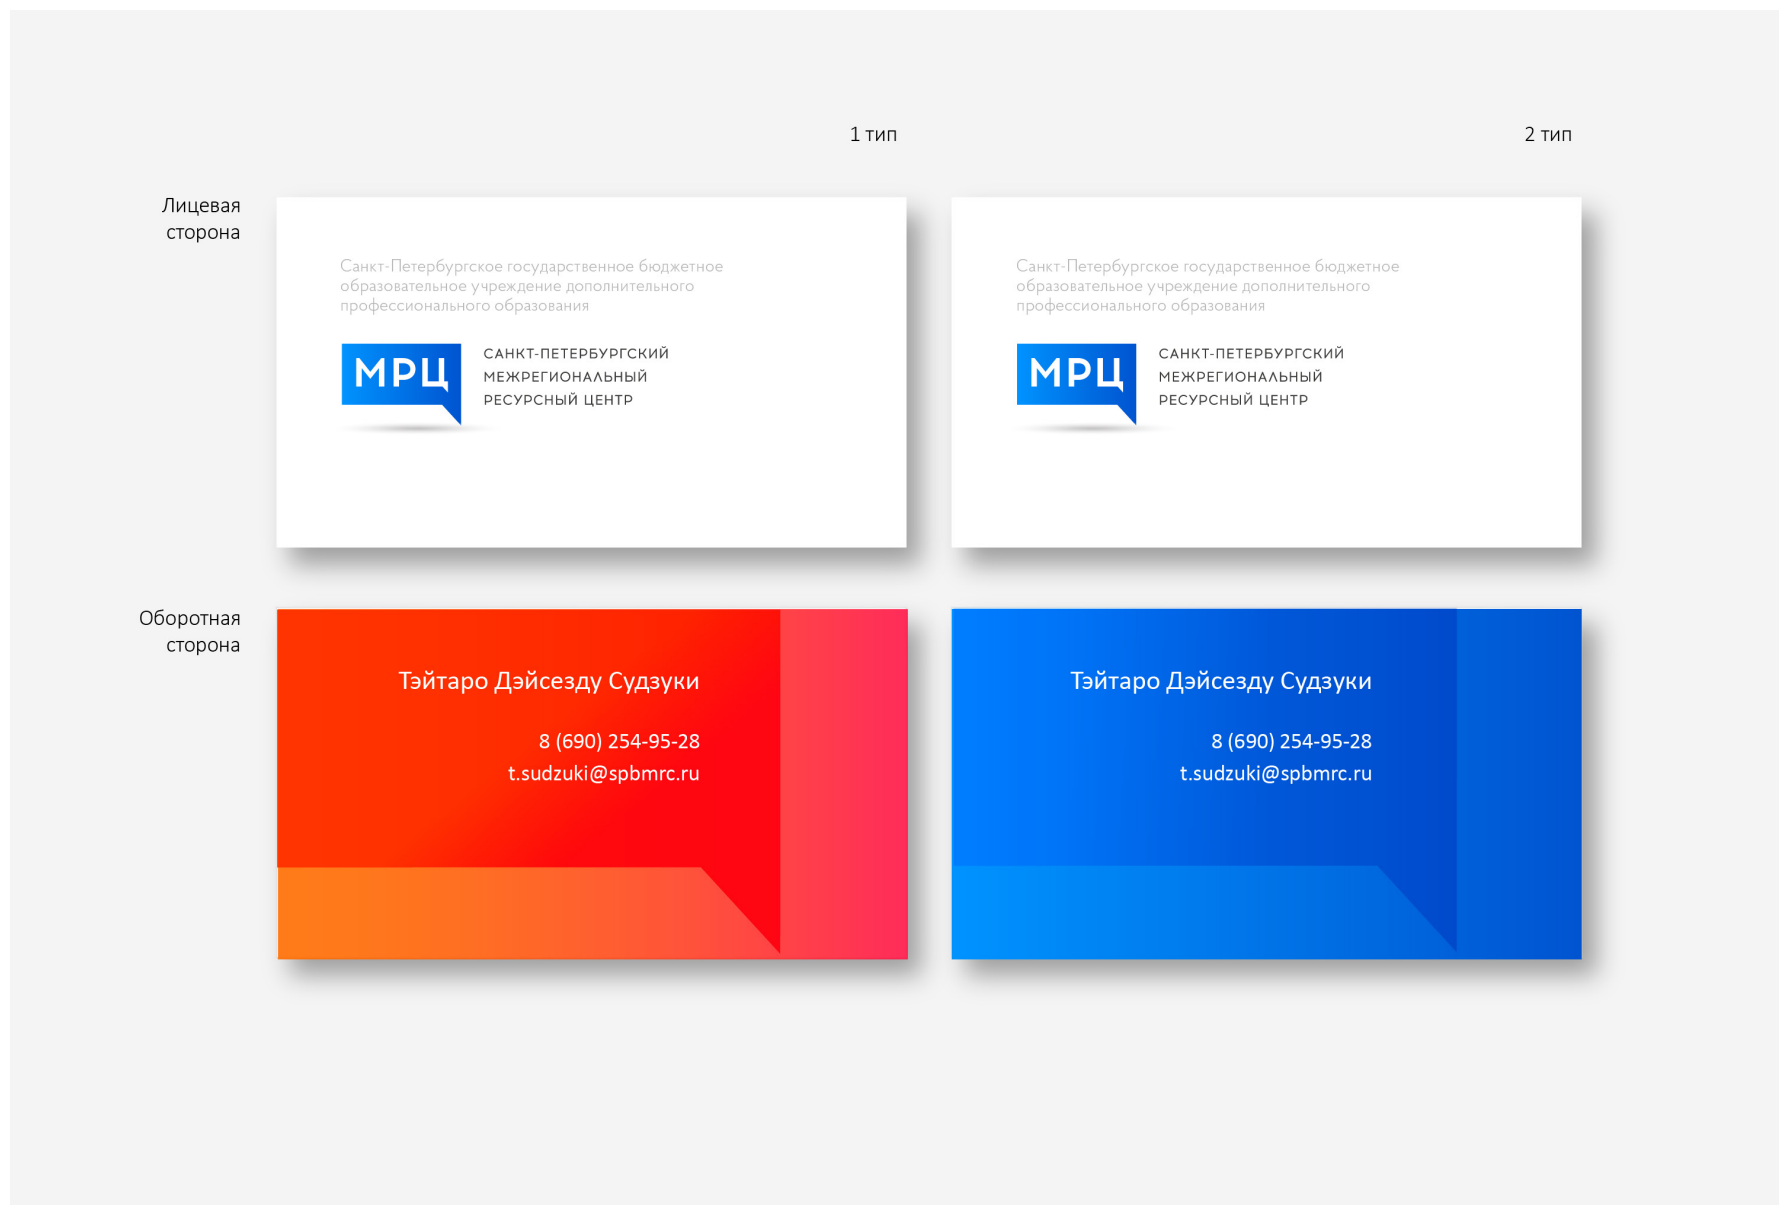 1 тип
2 тип
Лицевая
сторона
Санкт-Петербургское государственное бюджетное
образовательное учреждение дополнительного
профессионального образования
МРЦ
САНКТ-ПЕТЕРБУРГСКИЙ
МЕЖРЕГИОНАЛЬНЫЙ
РЕСУРСНЫЙ ЦЕНТР
Санкт-Петербургское государственное бюджетное
образовательное учреждение дополнительного
профессионального образования
МРЦ
САНКТ-ПЕТЕРБУРГСКИЙ
МЕЖРЕГИОНАЛЬНЫЙ
РЕСУРСНЫЙ ЦЕНТР
Оборотная
сторона
Тэйтаро Дэйсезду Судзуки
8 (690) 254-95-28
t.sudzuki@spbmrc.ru
Тэйтаро Дэйсезду Судзуки
8 (690) 254-95-28
t.sudzuki@spbmrc.ru